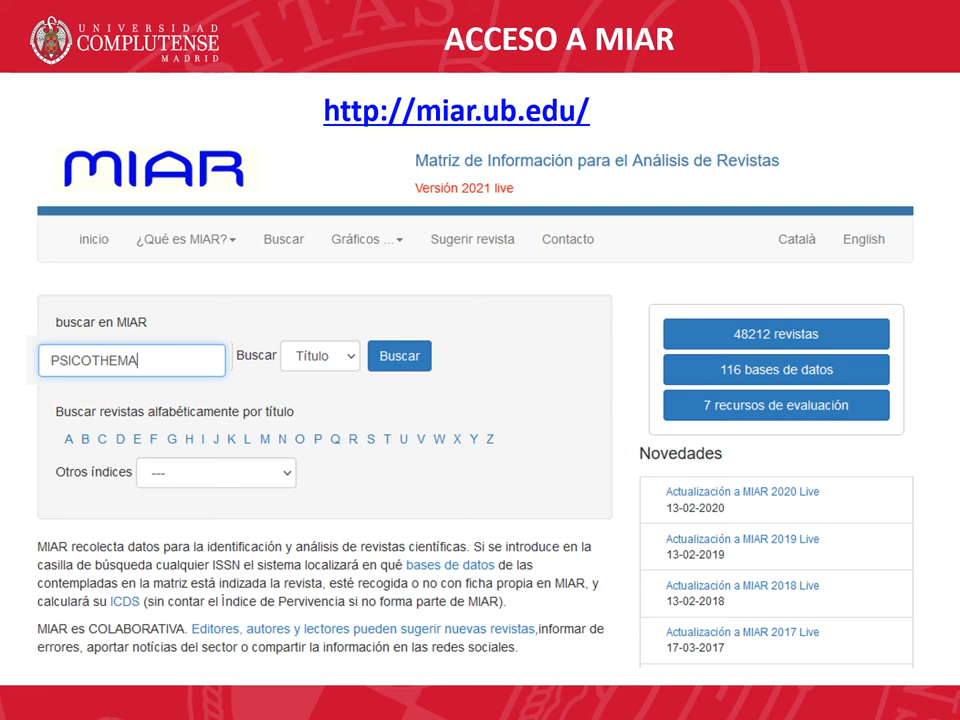 UNIVERSIDAD
COMPLUTENSE
MADRID
ACCESO A MIAR
http://miar.ub.edu/
MIAR
Matriz de Información para el Análisis de Revistas
Versión 2021 live
inicio ¿Qué es MIAR? Buscar Gráficos ... Sugerir revista Contacto Català English
buscar en MIAR
PSICOTHEMA Buscar Título Buscar
Buscar revistas alfabéticamente por título
A B C D E F G H I J K L M N O P Q R S T U V W X Y Z
Otros índices ---
48212 revistas
116 bases de datos
7 recursos de evaluación
Novedades
Actualización a MIAR 2020 Live
13-02-2020
Actualización a MIAR 2019 Live
13-02-2019
Actualización a MIAR 2018 Live
13-02-2018
Actualización a MIAR 2017 Live
17-03-2017
MIAR recolecta datos para la identificación y análisis de revistas científicas. Si se introduce en la
casilla de búsqueda cualquier ISSN el sistema localizará en qué bases de datos de las
contempladas en la matriz está indizada la revista, esté recogida o no con ficha propia en MIAR, y
calculará su ICDS (sin contar el Índice de Pervivencia si no forma parte de MIAR).
MIAR es COLABORATIVA. Editores, autores y lectores pueden sugerir nuevas revistas,informar de
errores, aportar notícias del sector o compartir la información en las redes sociales.